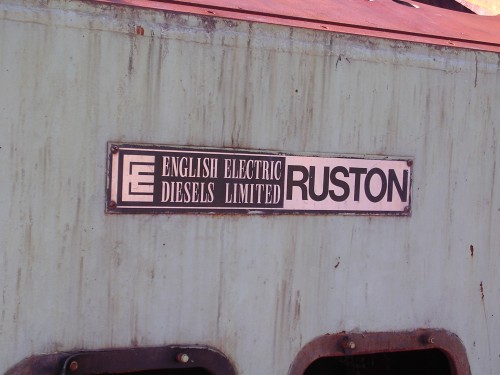 EE ENGLISH ELECTRIC
DIESELS LIMITED
RUSTON